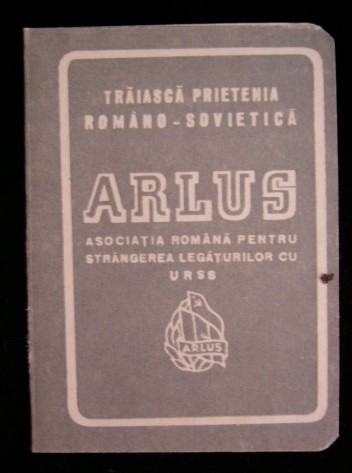 TRĂIASCĂ PRIETENIA
ROMÂNO-SOVIETICĂ
ARLUS
ASOCIAȚIA ROMÂNĂ PENTRU
STRÂNGEREA LEGĂTURILOR CU
URSS
ARLUS